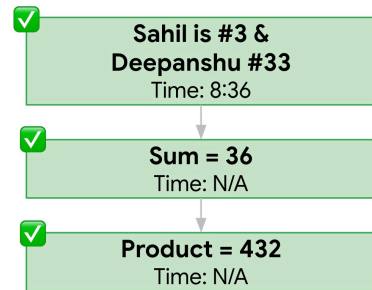 Sahil is #3 &
Deepanshu #33
Time: 8:36
Sum = 36
Time: N/A
Product = 432
Time: N/A